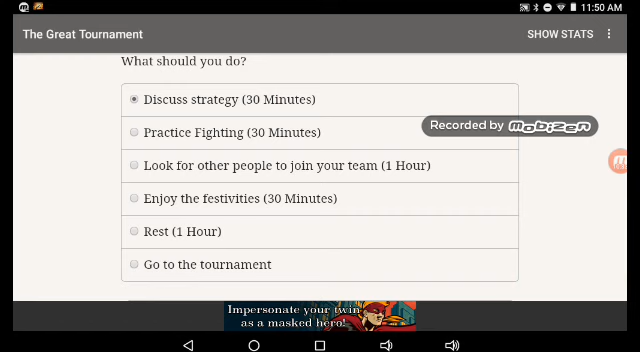 11:50 AM
The Great Tournament
SHOW STATS
What should you do?
Discuss strategy (30 Minutes)
Recorded by mobizen
Practice Fighting (30 Minutes)
Look for other people to join your team (1 Hour)
Enjoy the festivities (30 Minutes)
Rest (1 Hour)
Go to the tournament
Impersonate your twin
as a masked hero!